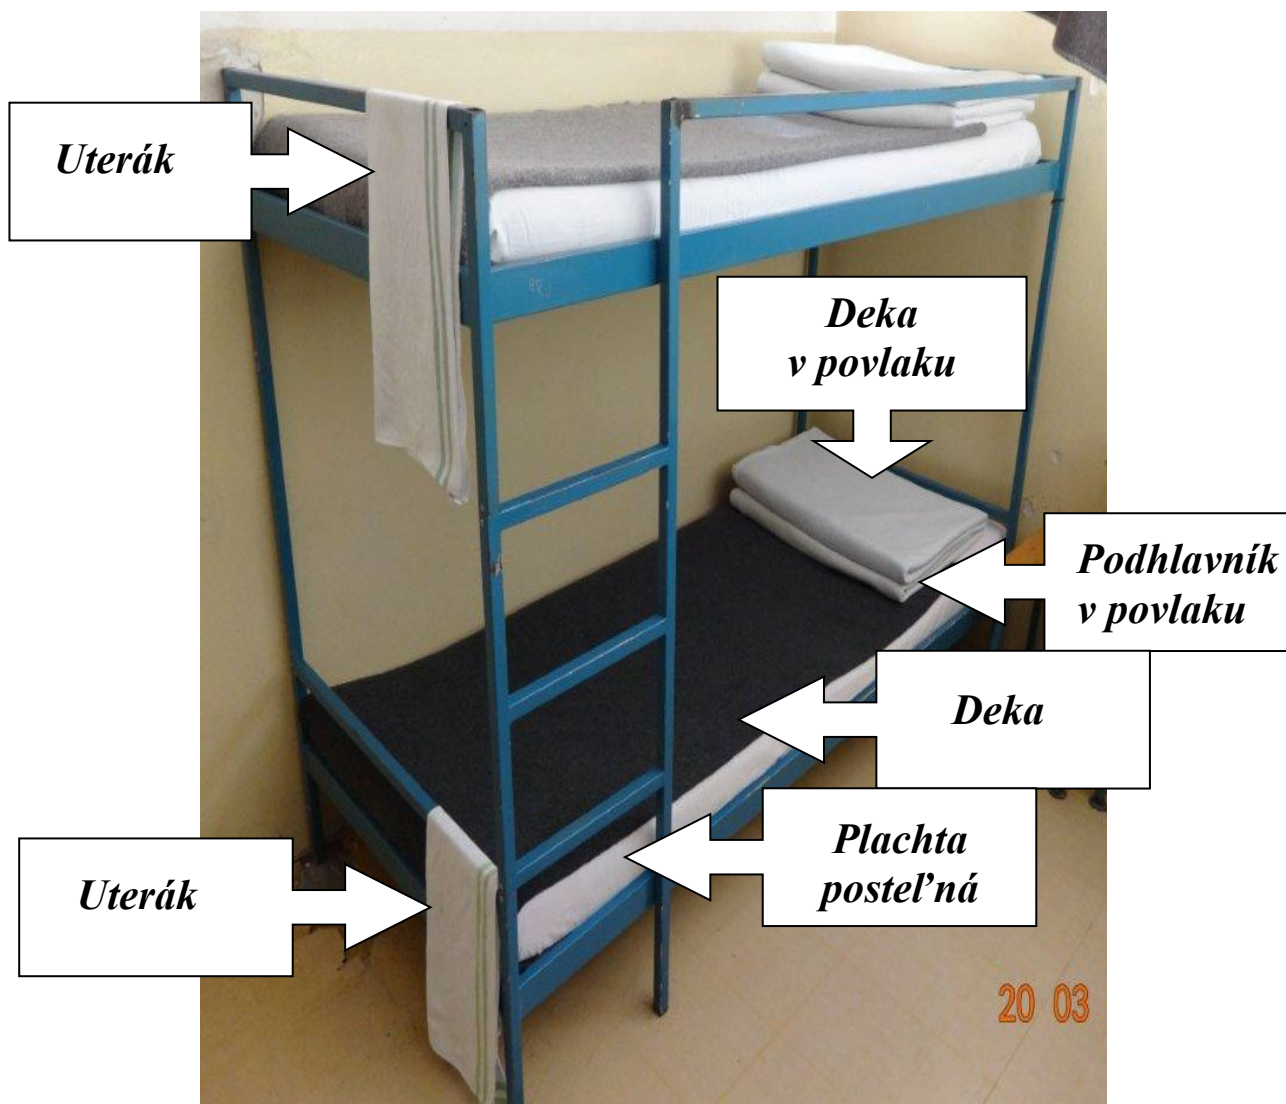 Uterák
Deka
v povlaku
Podhlavník
v povlaku
Deka
Plachta
posteľná
Uterák
20 03